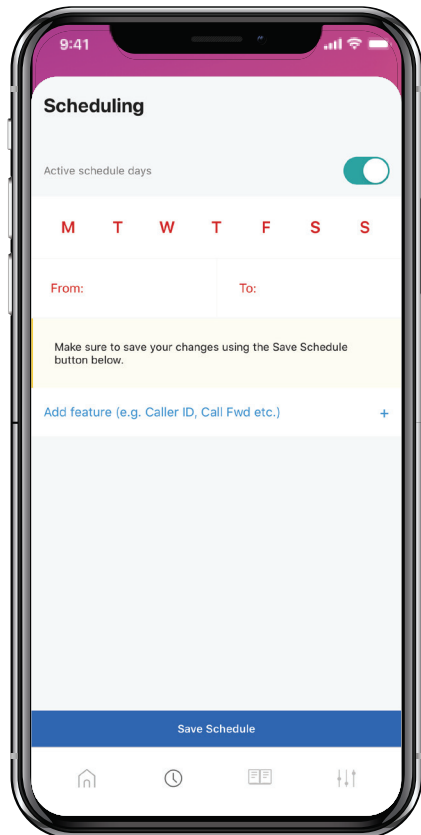 9:41
Scheduling
Active schedule days
M T W T F S S
From: To:
Make sure to save your changes using the Save Schedule
button below.
Add feature (e.g. Caller ID, Call Fwd etc.) +
Save Schedule